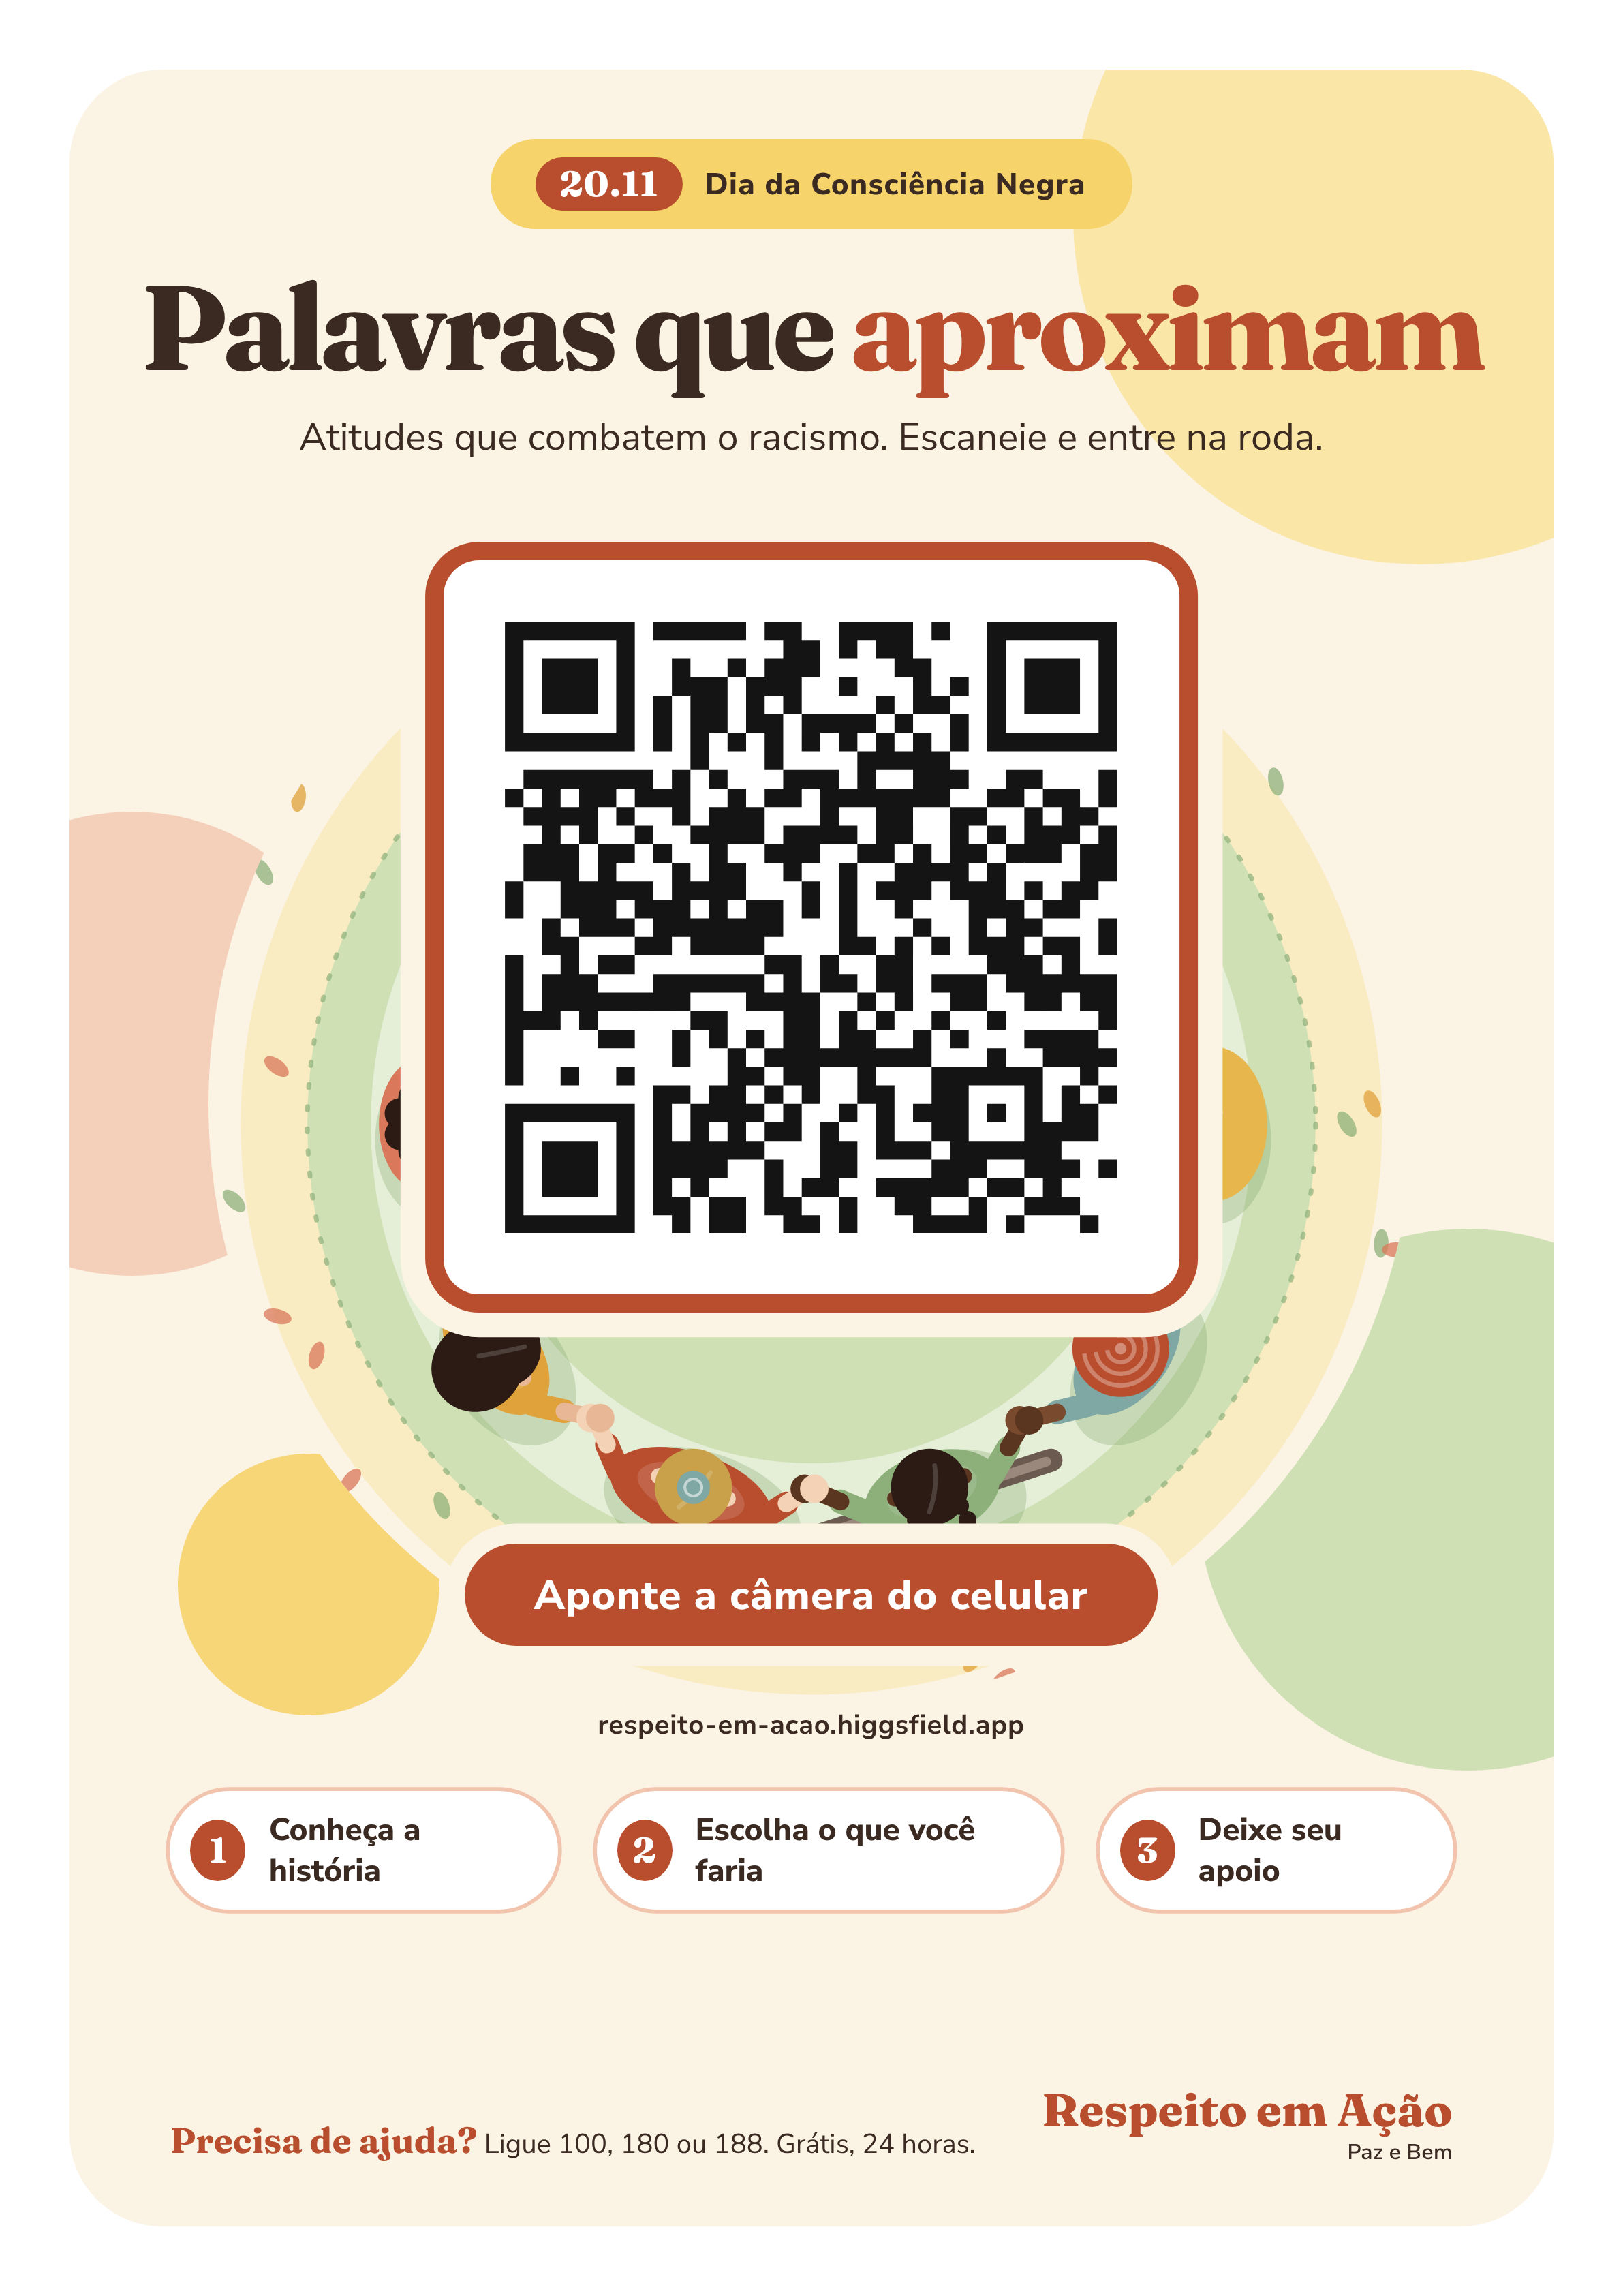 20.11 Dia da Consciência Negra
Palavras que aproximam
Atitudes que combatem o racismo. Escaneie e entre na roda.
Aponte a câmera do celular
respeito-em-acao.higgsfield.app
1 Conheça a
história
2 Escolha o que você
faria
3 Deixe seu
apoio
Precisa de ajuda? Ligue 100, 180 ou 188. Grátis, 24 horas.
Respeito em Ação
Paz e Bem